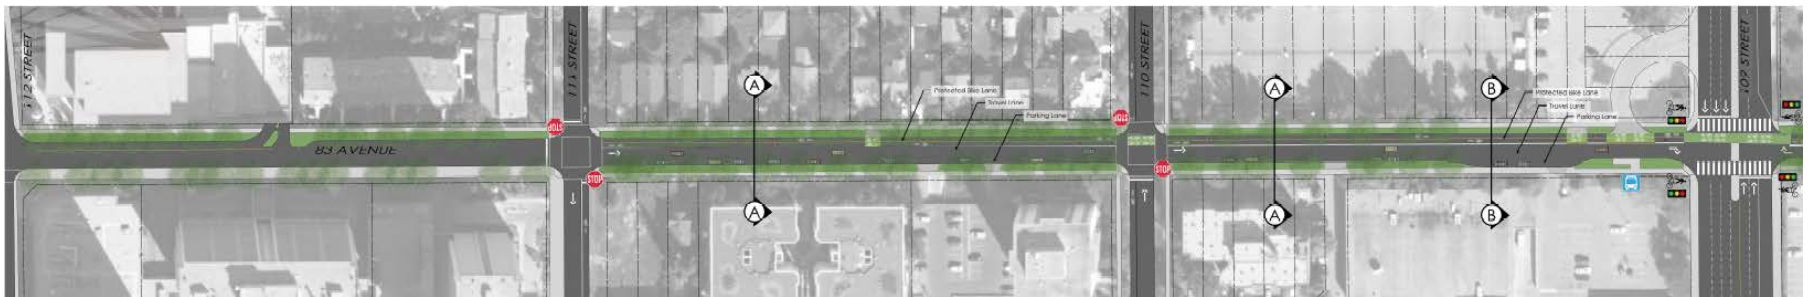 112 STREET
111 STREET
110 STREET
109 STREET
A
A
B
Protected Bike Lane
Travel Lane
Parking Lane
Protected Bike Lane
Travel Lane
Parking Lane
STOP
STOP
83 AVENUE
STOP
STOP
A
A
B